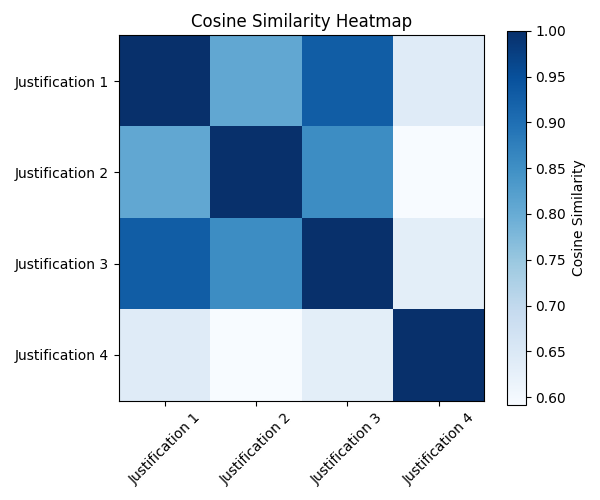 Cosine Similarity Heatmap
Justification 1
Justification 2
Justification 3
Justification 4
Justification 1
Justification 2
Justification 3
Justification 4
1.00
0.95
0.90
0.85
0.80
0.75
0.70
0.65
0.60
Cosine Similarity